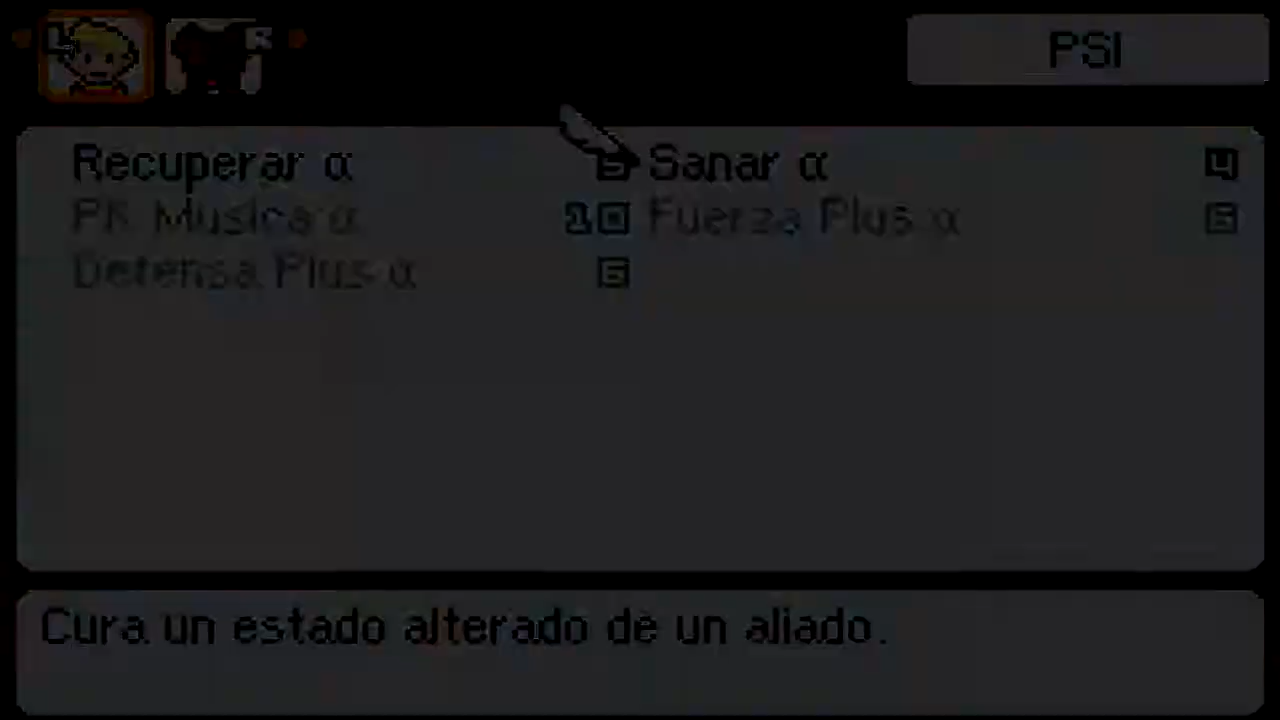 L R PSI
Recuperar α 5 Sanar α 4
PK Música α 10 Fuerza Plus α 6
Defensa Plus α 6
Cura un estado alterado de un aliado.